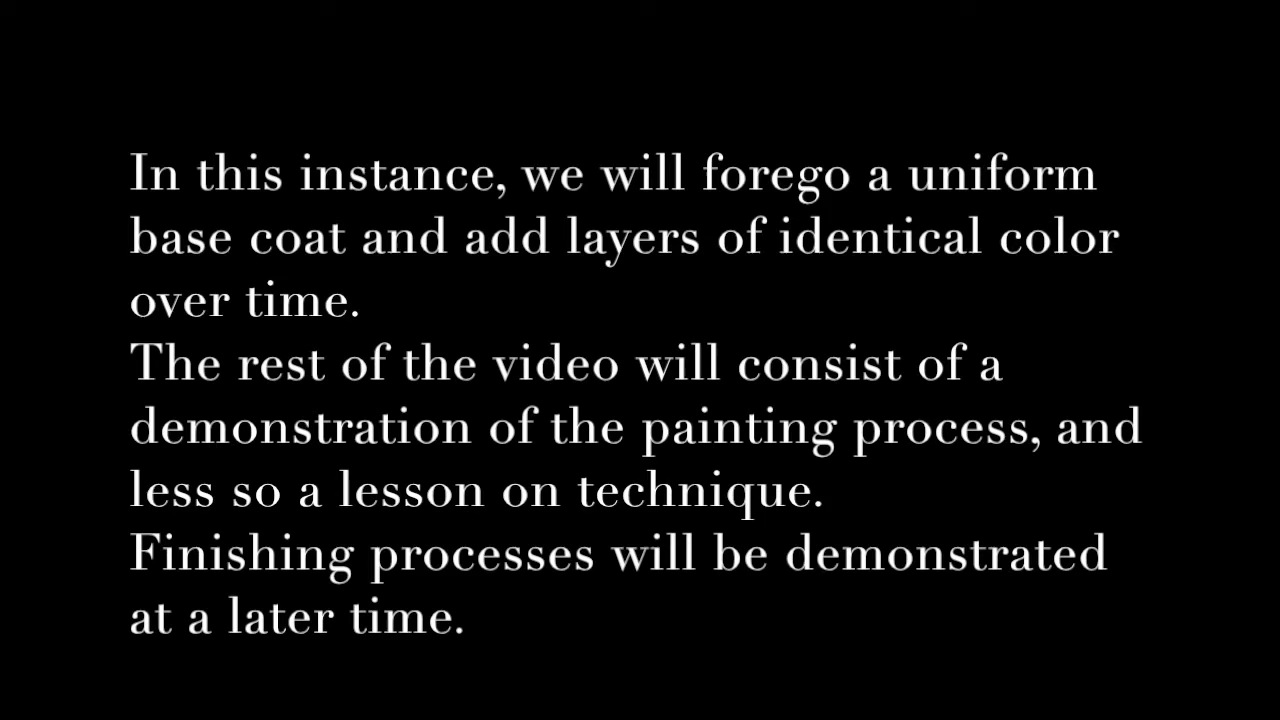 In this instance, we will forego a uniform
base coat and add layers of identical color
over time.
The rest of the video will consist of a
demonstration of the painting process, and
less so a lesson on technique.
Finishing processes will be demonstrated
at a later time.